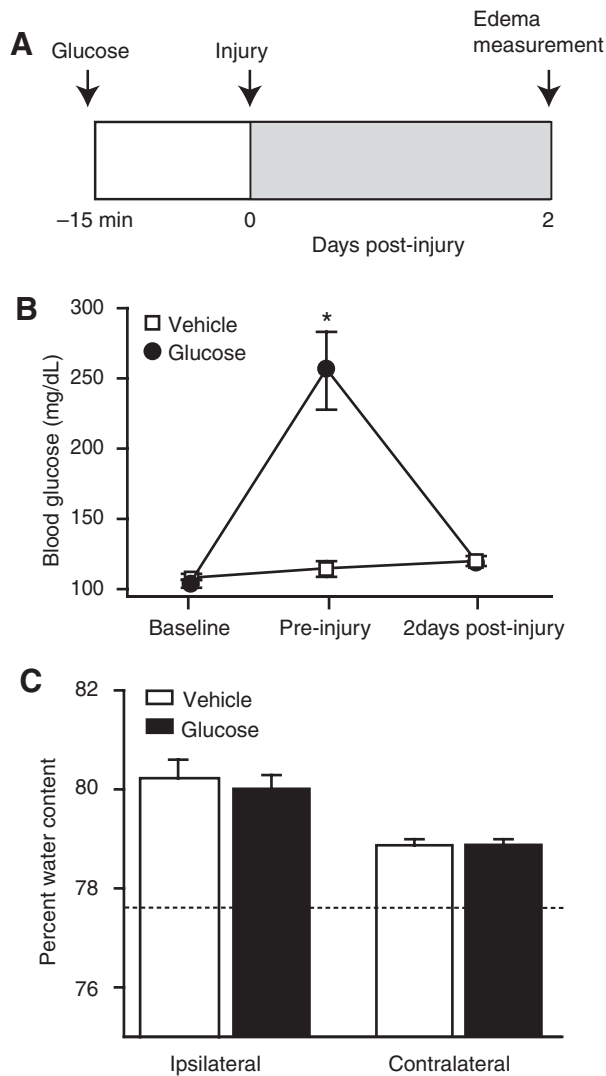 A
Glucose
Injury
Edema
measurement
–15 min
0
2
Days post-injury
B
Blood glucose (mg/dL)
300
250
200
150
100
Vehicle
Glucose
*
Baseline
Pre-injury
2days post-injury
C
Percent water content
82
80
78
76
Vehicle
Glucose
Ipsilateral
Contralateral